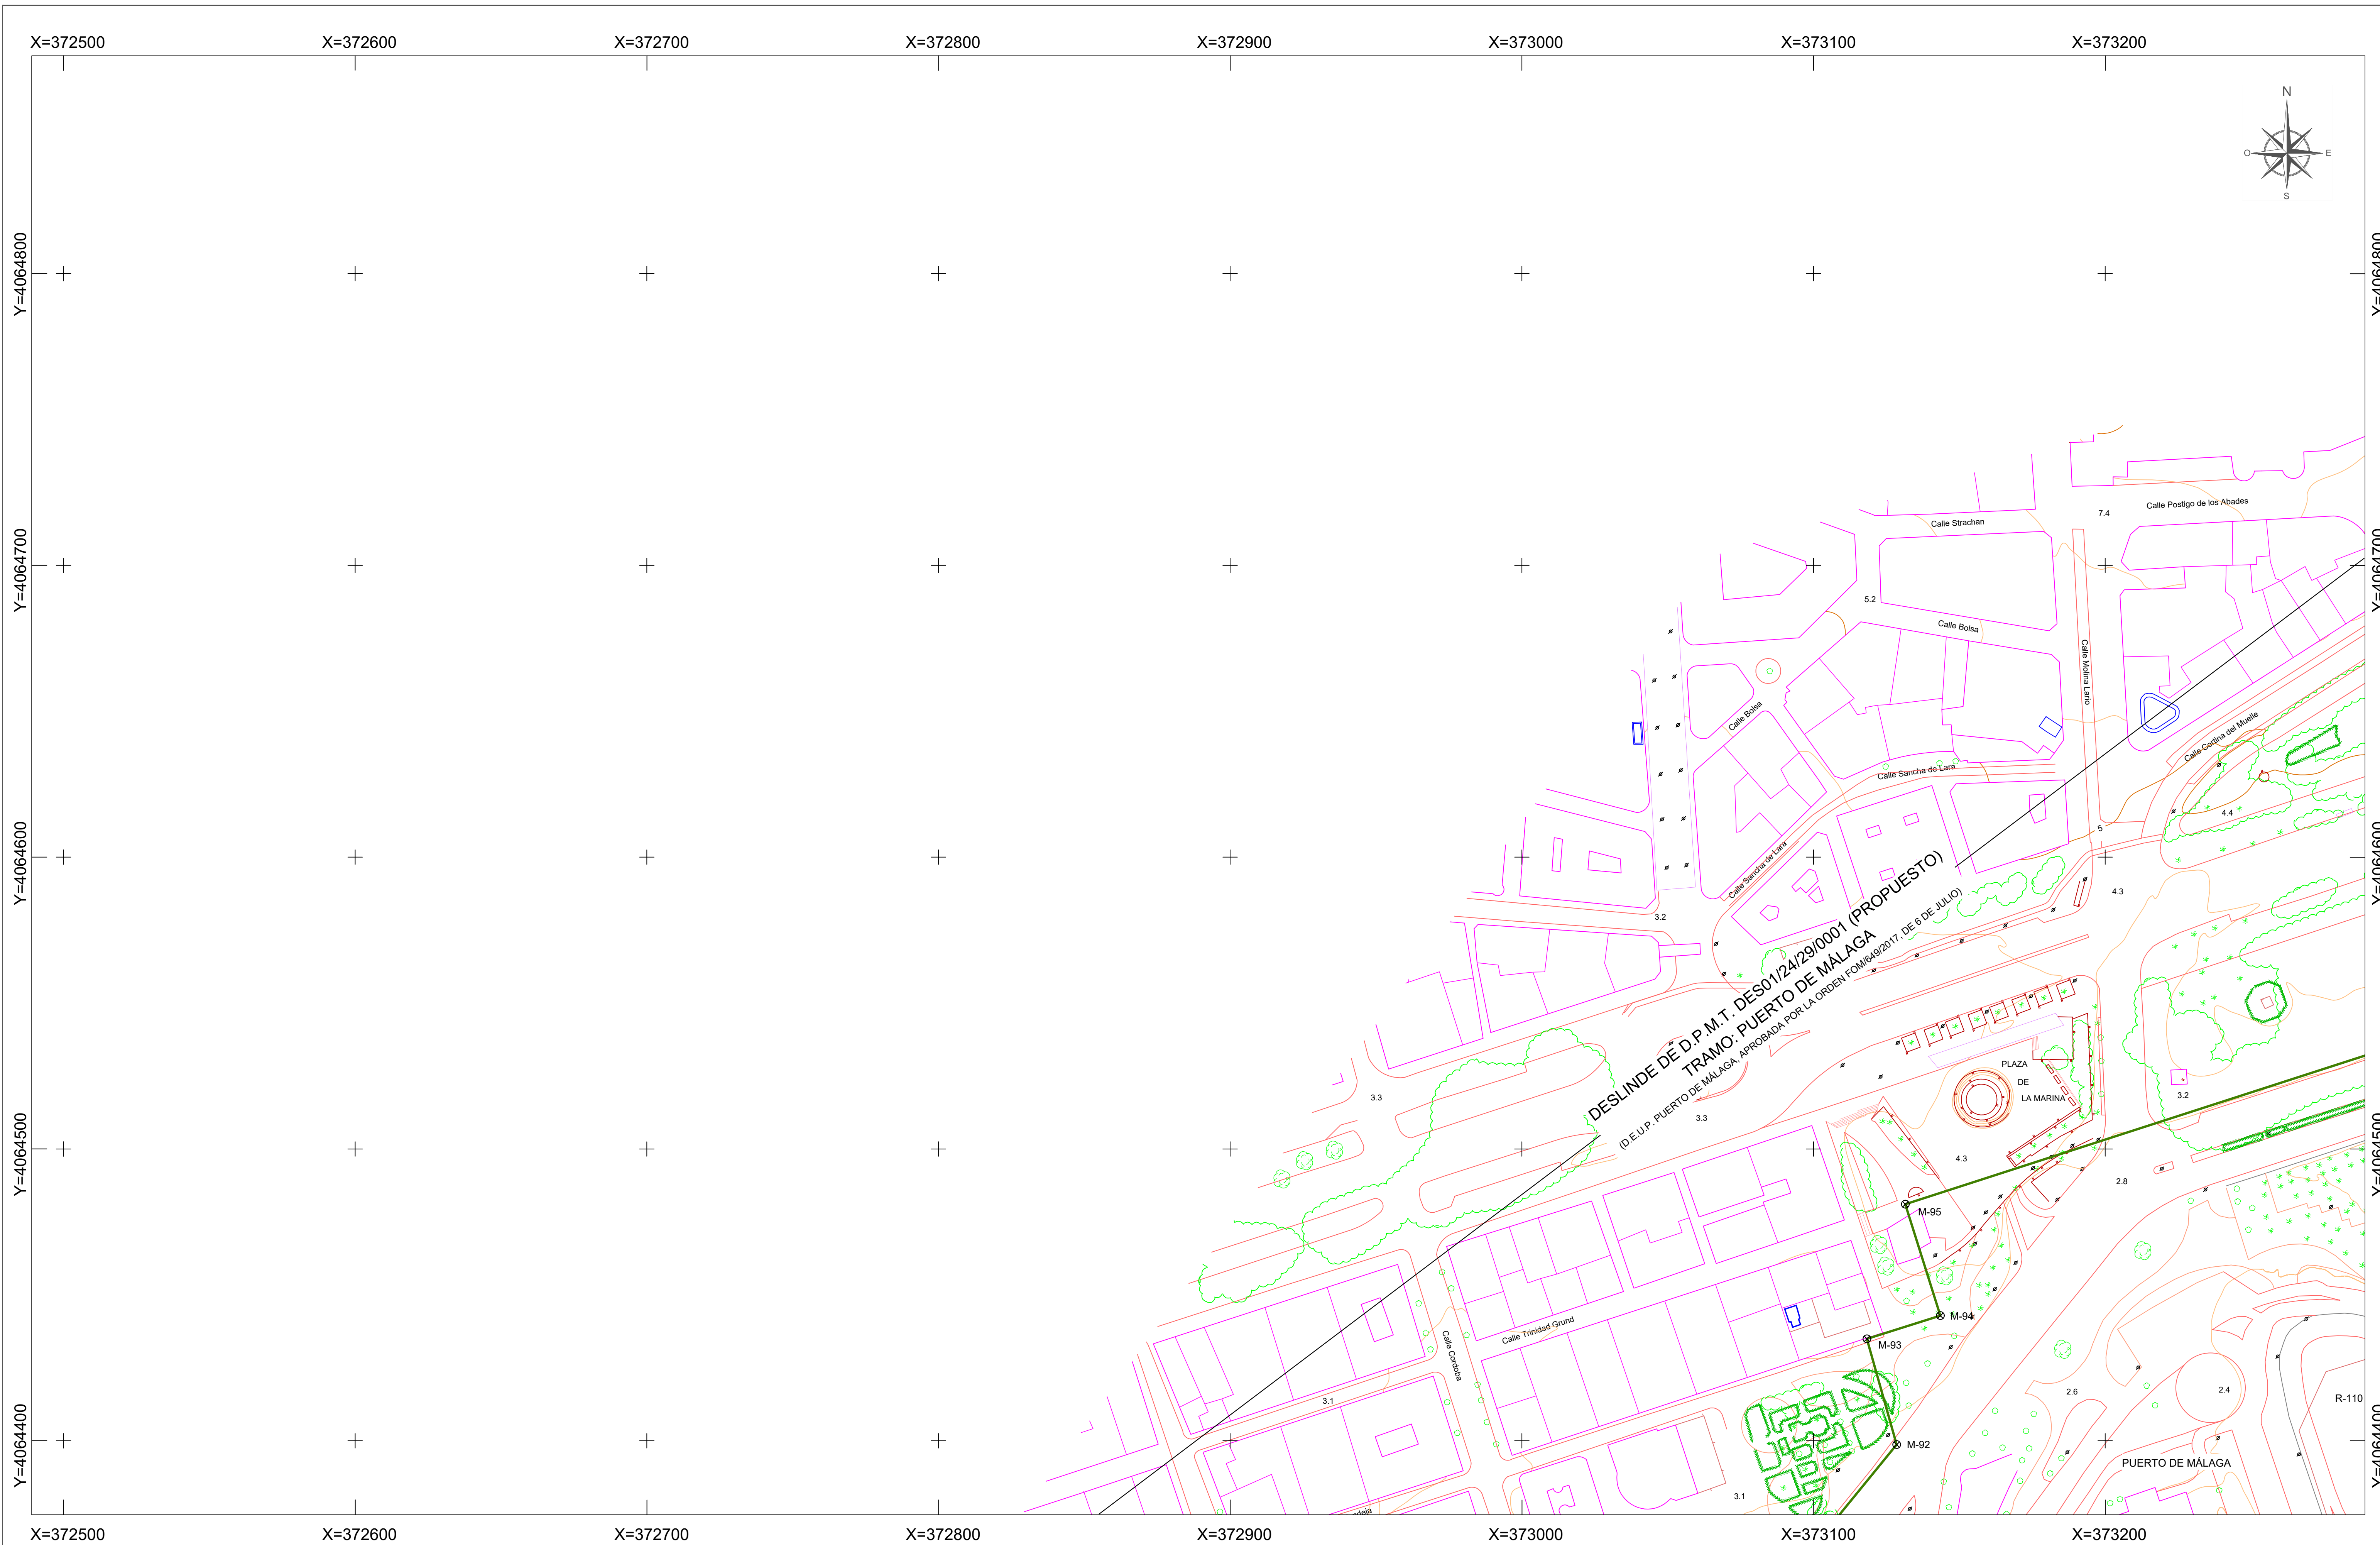 X=372500 X=372600 X=372700 X=372800 X=372900 X=373000 X=373100 X=373200
N
O E
S
Y=4064800 Y=4064800
Calle Postigo de los Abades
7.4
Calle Strachan
Y=4064700 Y=4064700
5.2
Calle Bolsa
Calle Molina Lario
Calle Bolsa
Calle Cortina del Muelle
Calle Sancha de Lara
4.4
5
Y=4064600 Y=4064600
Calle Sancha de Lara
4.3
3.2
DESLINDE DE D.P.M.T. DES01/24/29/0001 (PROPUESTO)
TRAMO: PUERTO DE MÁLAGA
(D.E.U.P. PUERTO DE MÁLAGA, APROBADA POR LA ORDEN FOM/649/2017, DE 6 DE JULIO)
PLAZA
DE
LA MARINA
3.2
3.3
3.3
Y=4064500 Y=4064500
4.3
2.8
M-95
M-94
Calle Trinidad Grund
M-93
Calle Cordoba
2.6
2.4
R-110
3.1
Y=4064400 Y=4064400
M-92
PUERTO DE MÁLAGA
3.1
X=372500 X=372600 X=372700 X=372800 X=372900 X=373000 X=373100 X=373200